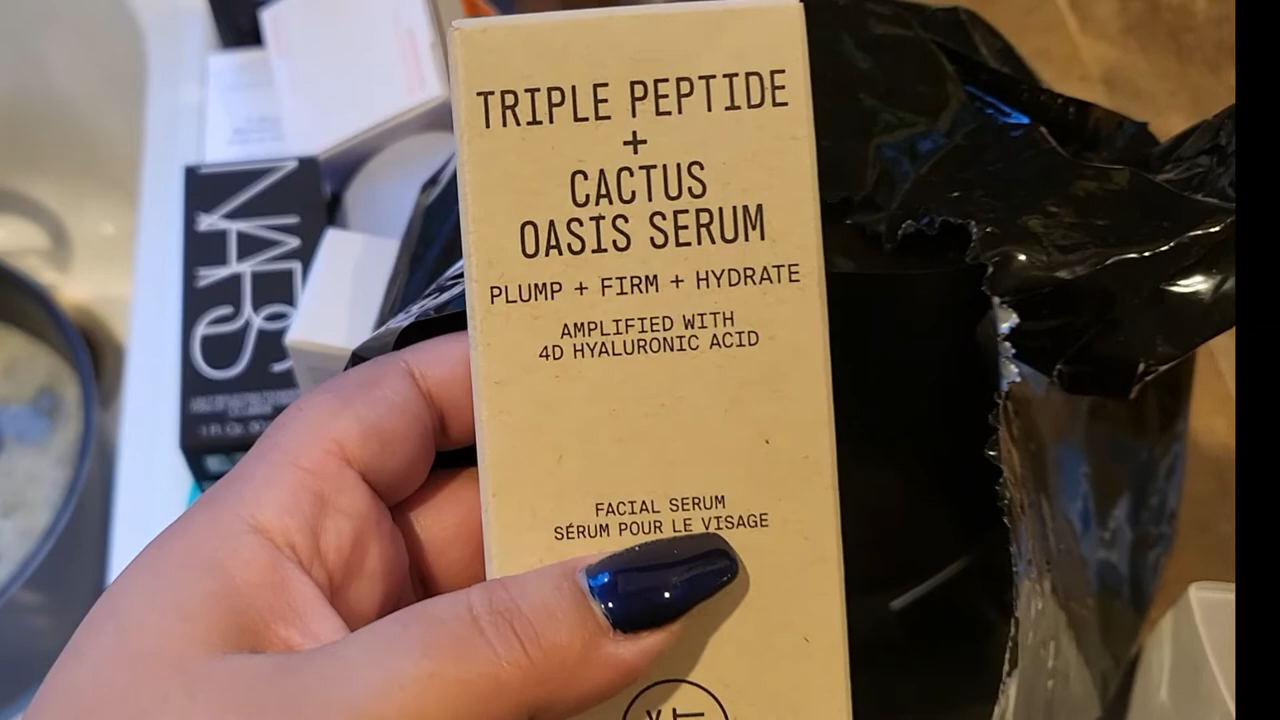 TRIPLE PEPTIDE
+
CACTUS
OASIS SERUM
PLUMP + FIRM + HYDRATE
AMPLIFIED WITH
4D HYALURONIC ACID
FACIAL SERUM
SÉRUM POUR LE VISAGE
NARS